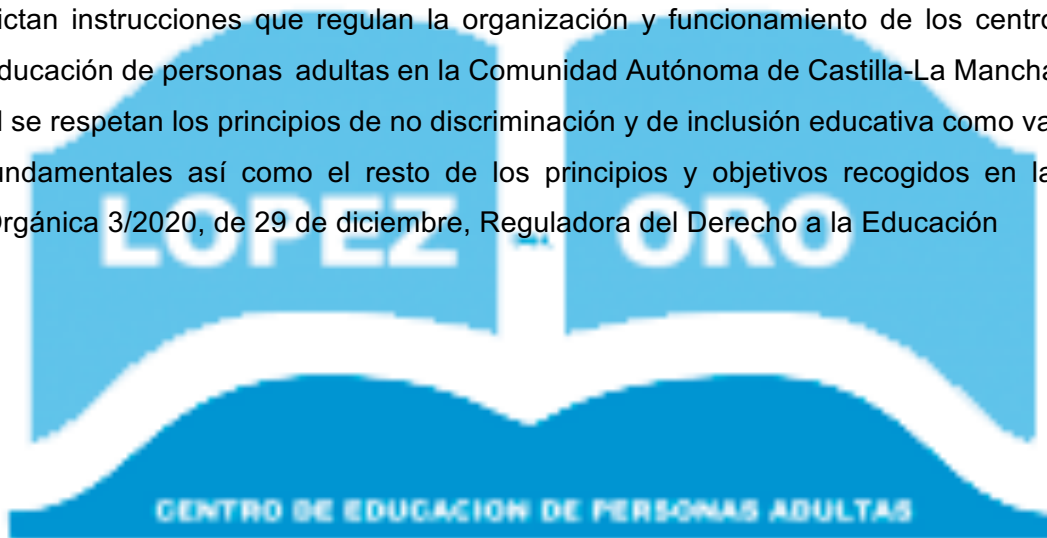 ictan instrucciones que regulan la organización y funcionamiento de los centro
ducación de personas adultas en la Comunidad Autónoma de Castilla-La Mancha
l se respetan los principios de no discriminación y de inclusión educativa como va
undamentales así como el resto de los principios y objetivos recogidos en la
rgánica 3/2020, de 29 de diciembre, Reguladora del Derecho a la Educación
LOPEZ ORO
CENTRO DE EDUCACION DE PERSONAS ADULTAS